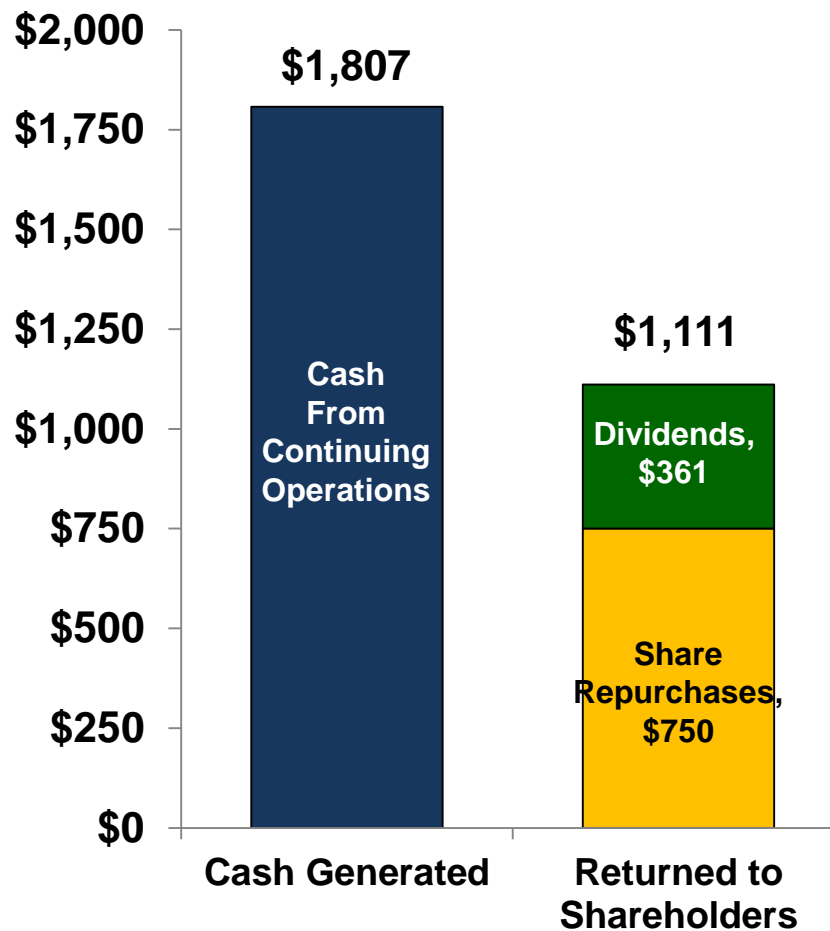 $2,000
$1,750
$1,500
$1,250
$1,000
$750
$500
$250
$0
$1,807
Cash
From
Continuing
Operations
$1,111
Dividends,
$361
Share
Repurchases,
$750
Cash Generated
Returned to
Shareholders